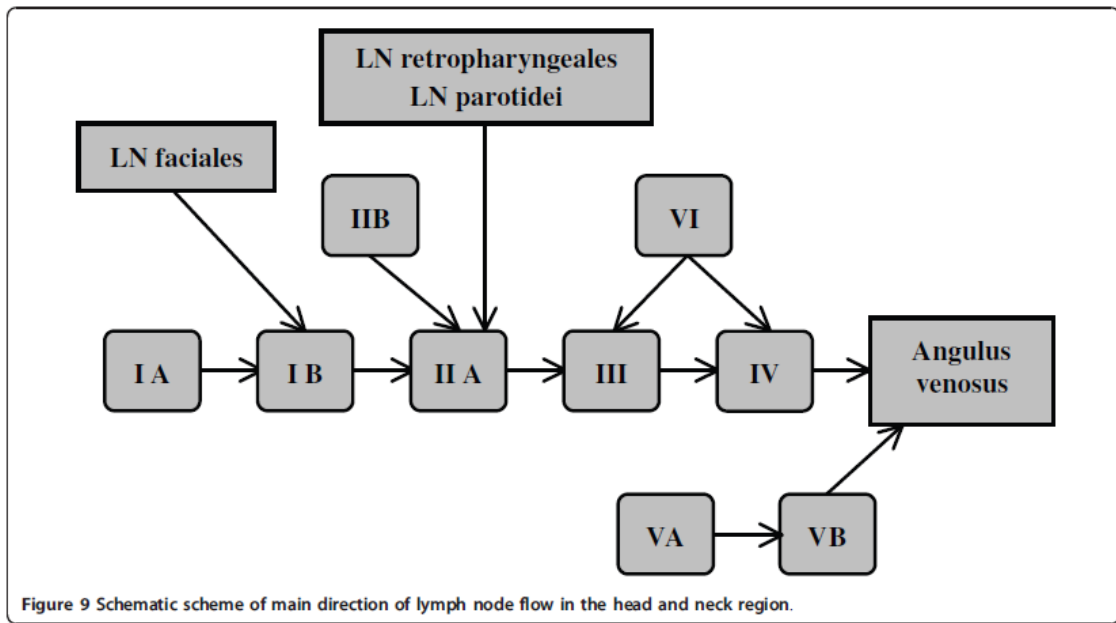 LN retropharyngeales
LN parotidei
LN faciales
IIB
VI
I A
I B
II A
III
IV
Angulus
venosus
VA
VB
Figure 9 Schematic scheme of main direction of lymph node flow in the head and neck region.